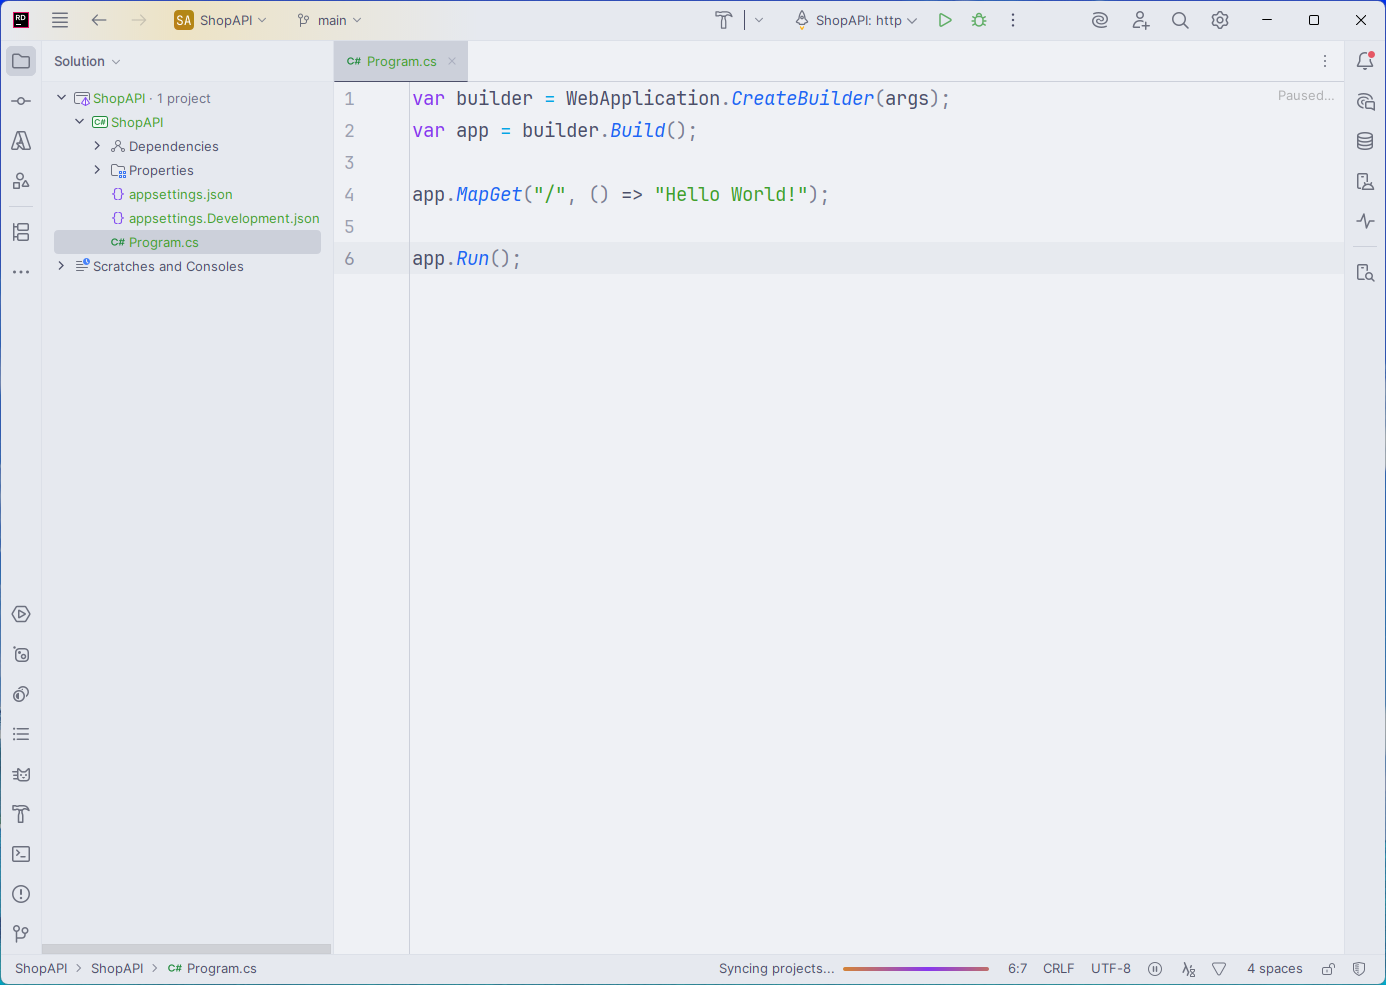 RD
SA ShopAPI
main
ShopAPI: http
Solution
C# Program.cs
ShopAPI · 1 project
C# ShopAPI
Dependencies
Properties
{} appsettings.json
{} appsettings.Development.json
C# Program.cs
Scratches and Consoles
1 var builder = WebApplication.CreateBuilder(args);
Paused...
2 var app = builder.Build();
3
4 app.MapGet("/", () => "Hello World!");
5
6 app.Run();
ShopAPI > ShopAPI > C# Program.cs
Syncing projects...
6:7
CRLF
UTF-8
4 spaces